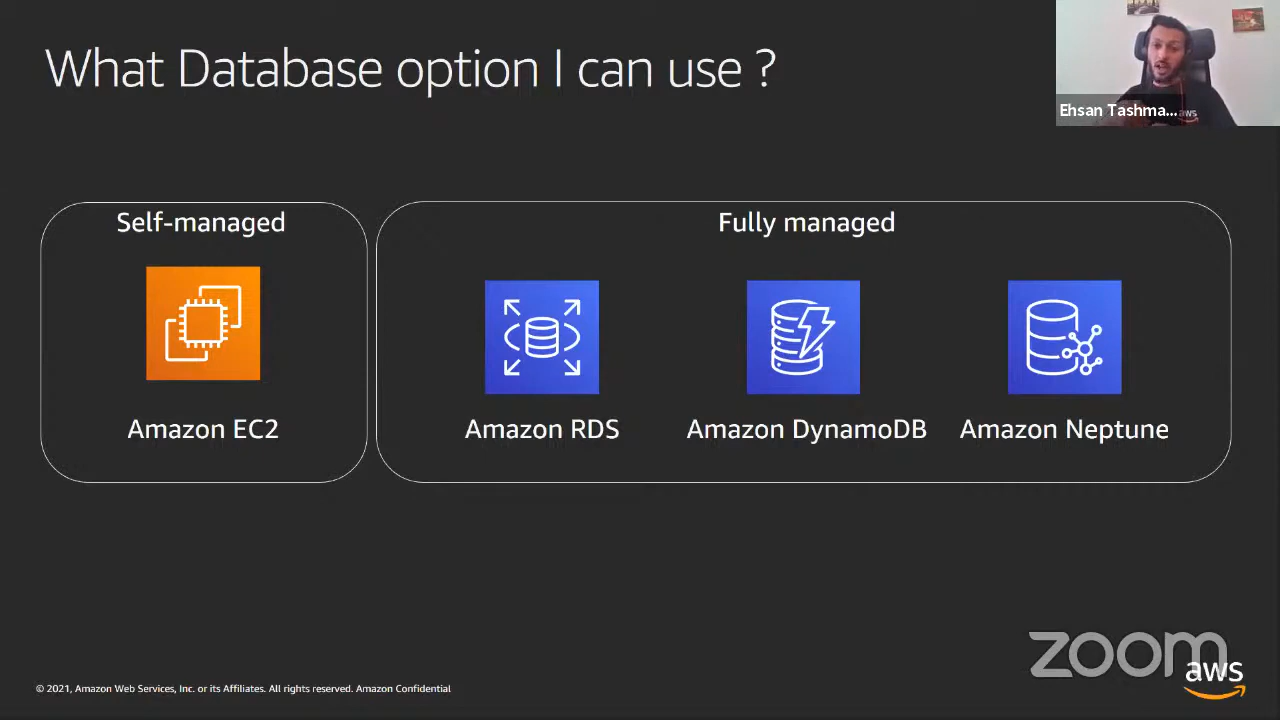 What Database option I can use ?
Ehsan Tashma...
aws
Self-managed
Fully managed
Amazon EC2
Amazon RDS
Amazon DynamoDB
Amazon Neptune
zoom
aws
© 2021, Amazon Web Services, Inc. or its Affiliates. All rights reserved. Amazon Confidential